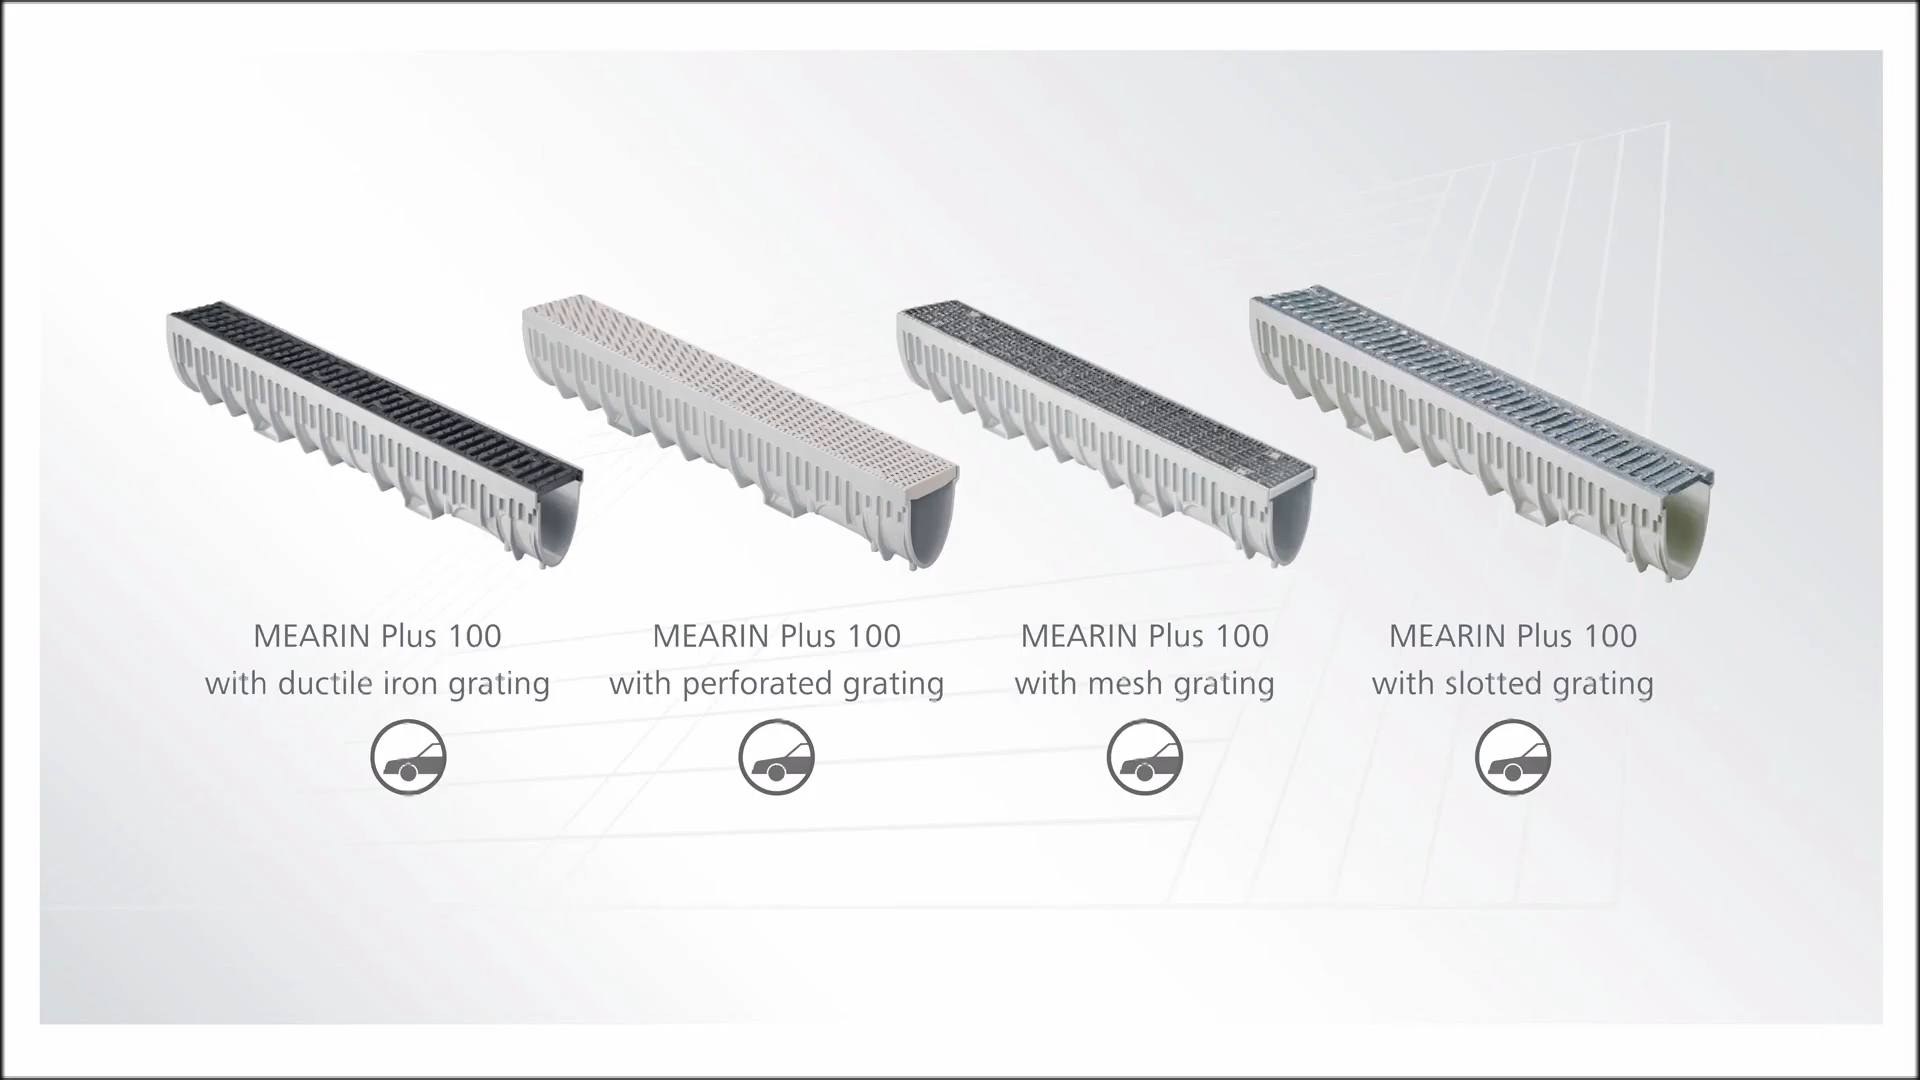 MEARIN Plus 100
with ductile iron grating
MEARIN Plus 100
with perforated grating
MEARIN Plus 100
with mesh grating
MEARIN Plus 100
with slotted grating